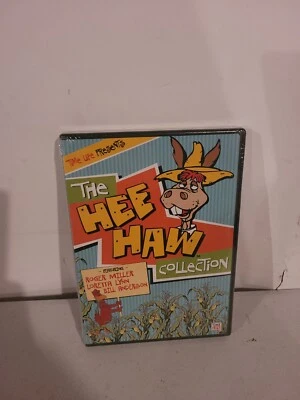 TIME LIFE PRESENTS
THE
HEE
HAW
COLLECTION
FEATURING
ROGER MILLER
LORETTA LYNN
BILL ANDERSON